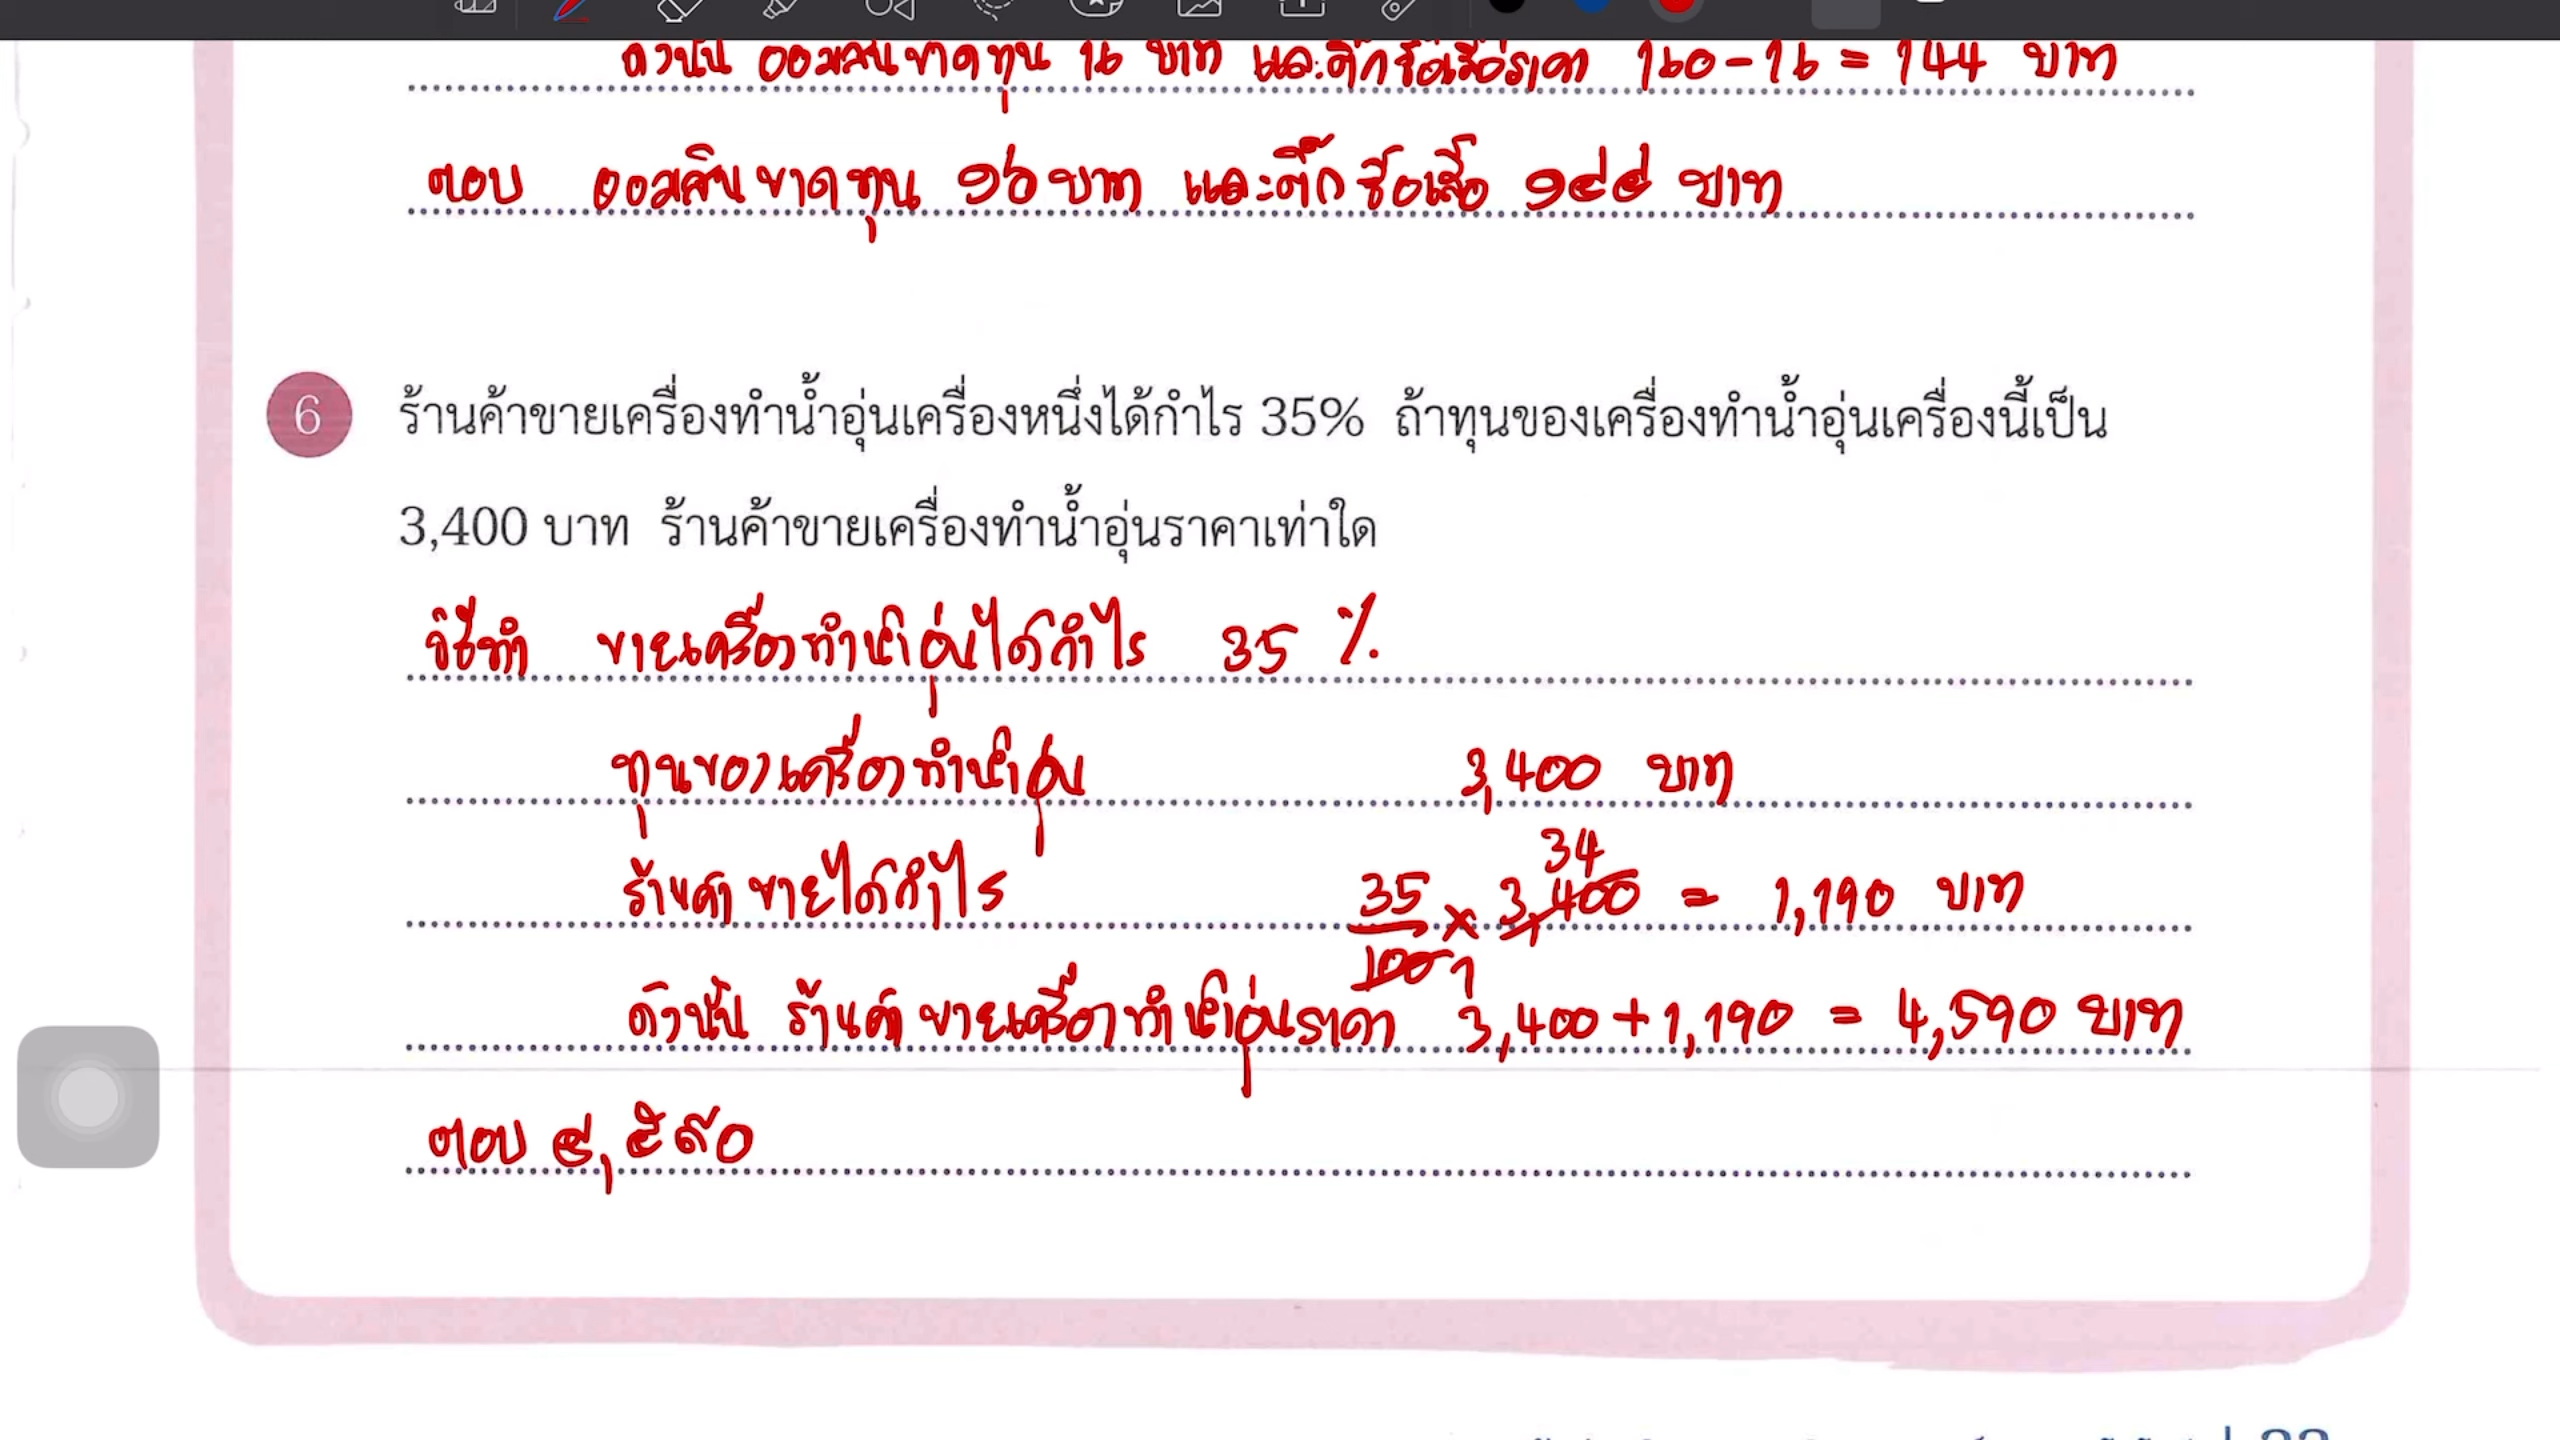 ดังนั้น ออมสินขาดทุน 16 บาท และติ๊กซื้อเสื้อราคา 160-16 = 144 บาท
ตอบ ออมสินขาดทุน ๑๖ บาท และติ๊กซื้อเสื้อ ๑๔๔ บาท
6 ร้านค้าขายเครื่องทำน้ำอุ่นเครื่องหนึ่งได้กำไร 35% ถ้าทุนของเครื่องทำน้ำอุ่นเครื่องนี้เป็น
3,400 บาท ร้านค้าขายเครื่องทำน้ำอุ่นราคาเท่าใด
วิธีทำ ขายเครื่องทำน้ำอุ่นได้กำไร 35 %
ทุนของเครื่องทำน้ำอุ่น 3,400 บาท
34
ร้านค้าขายได้กำไร 35/100 × 3,400 = 1,190 บาท
1
ดังนั้น ร้านค้าขายเครื่องทำน้ำอุ่นราคา 3,400 + 1,190 = 4,590 บาท
ตอบ ๔,๕๙๐